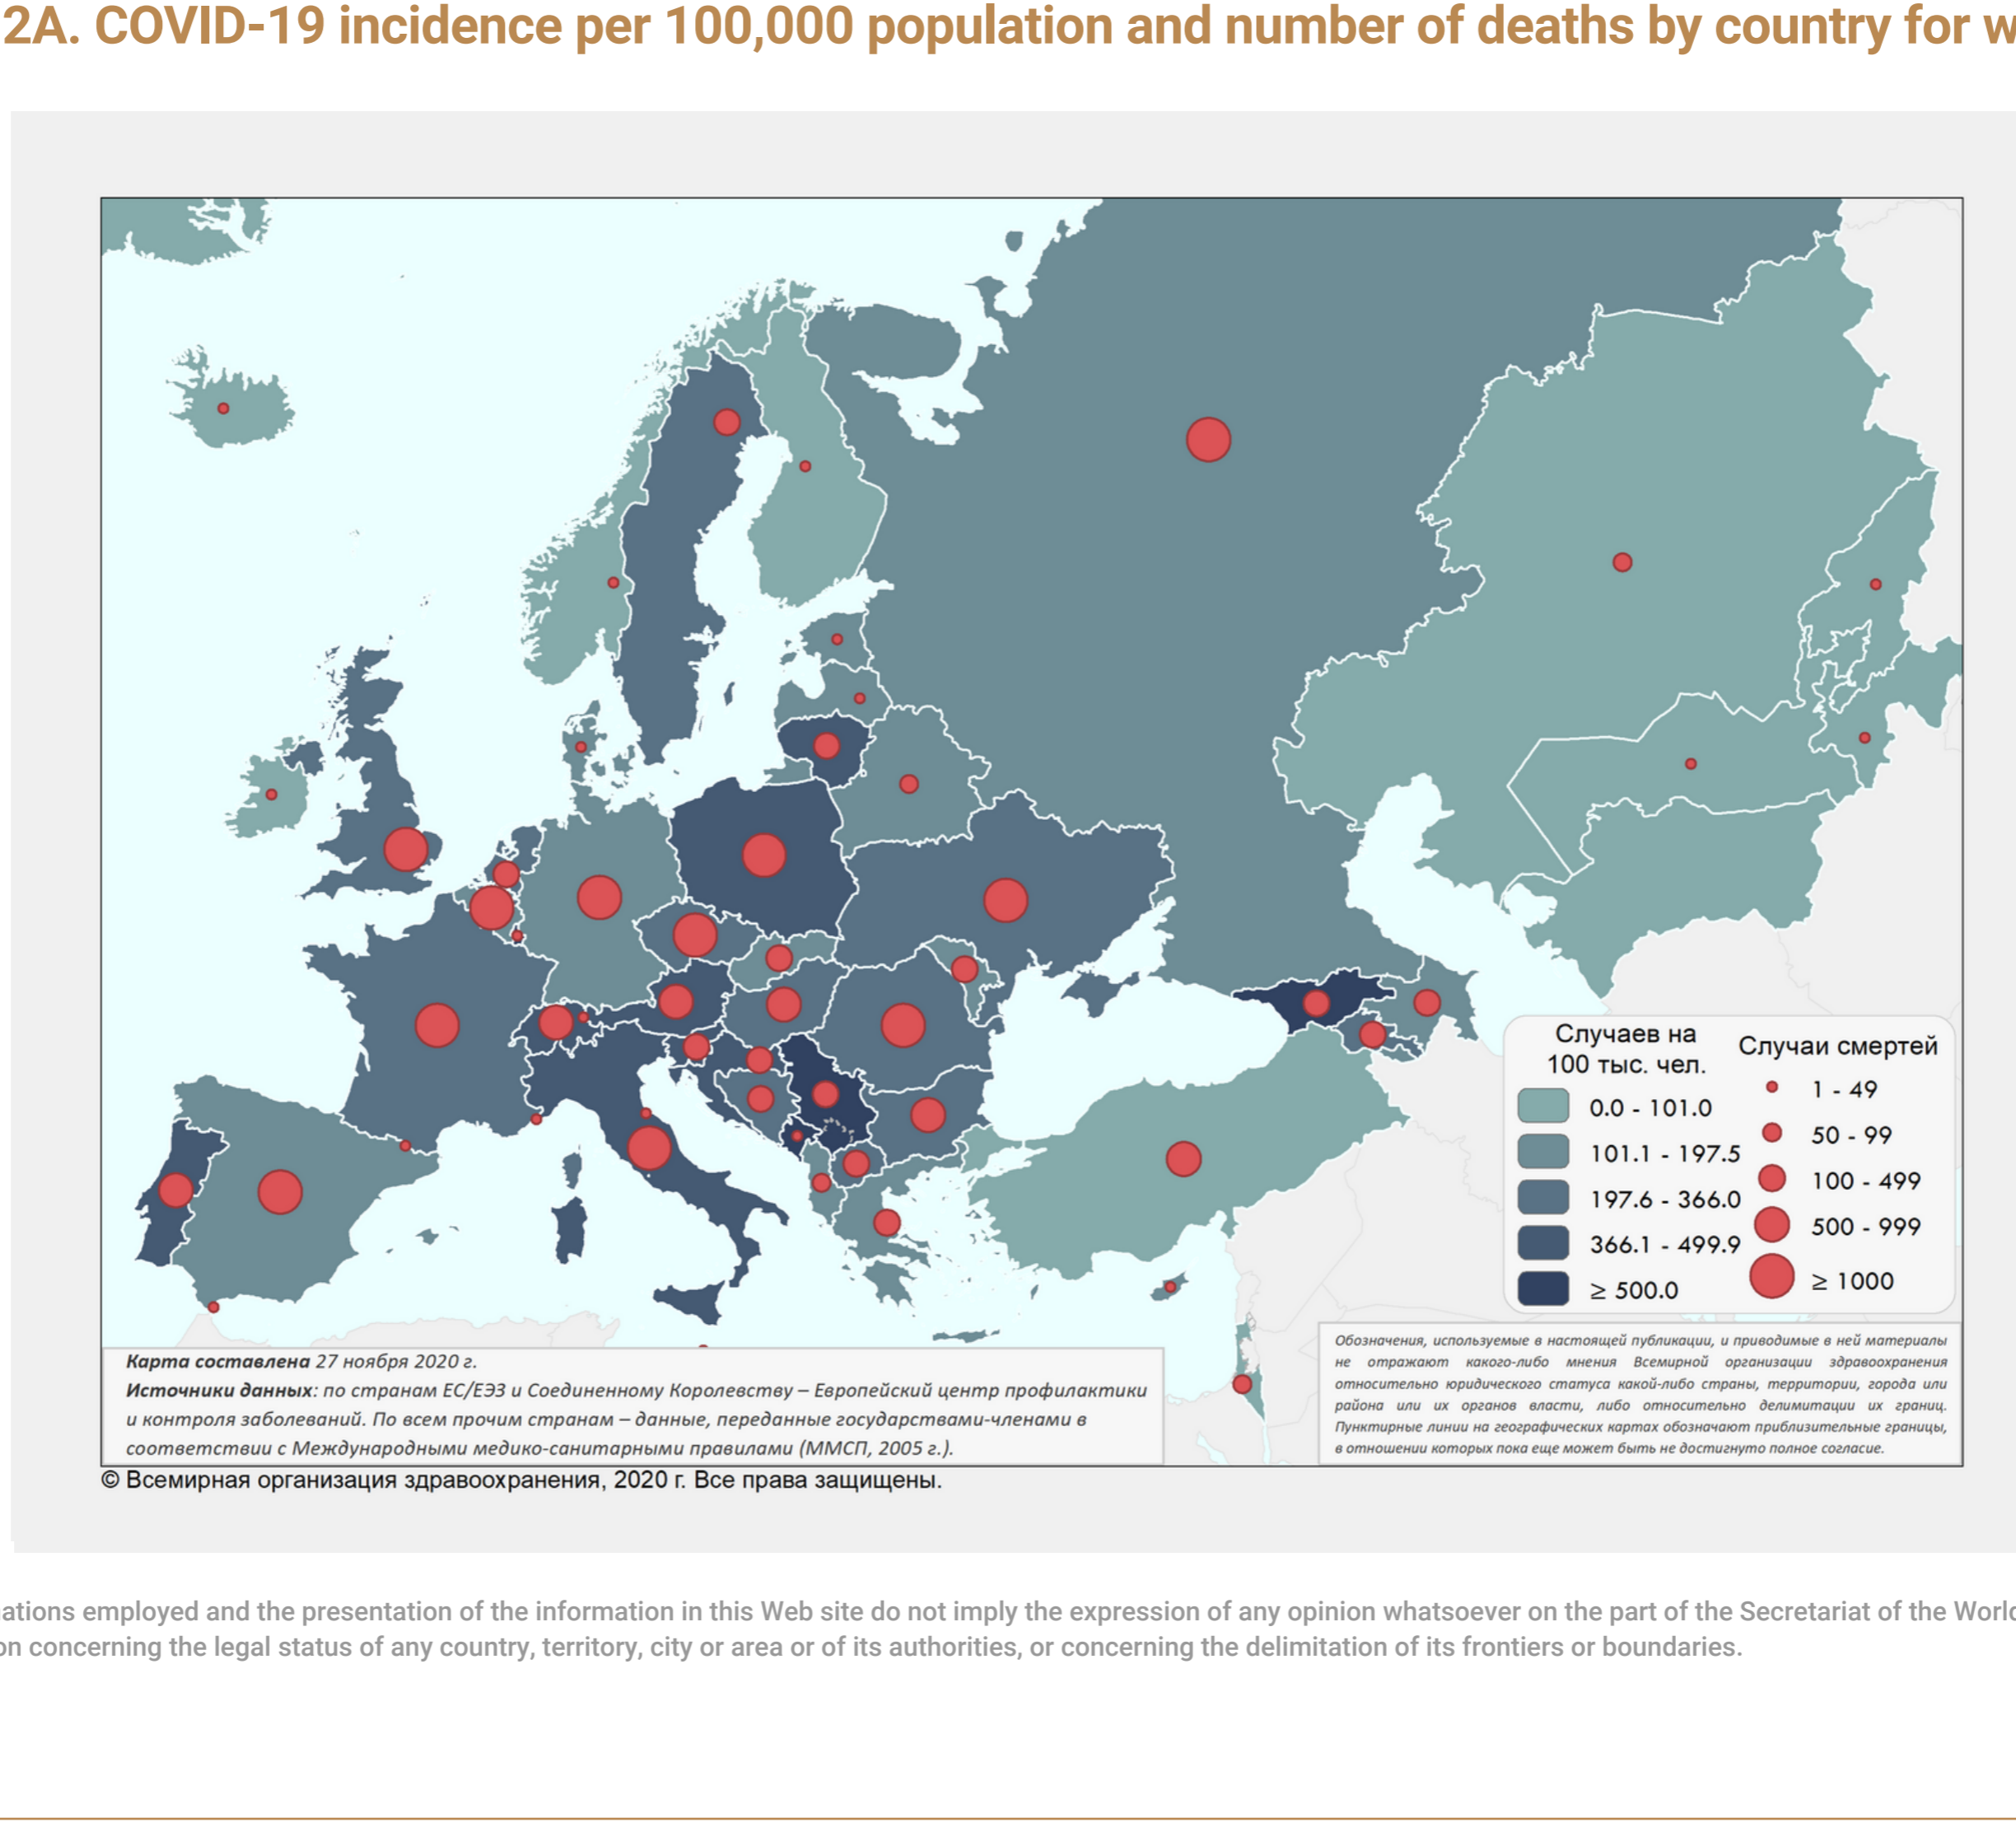 2A. COVID-19 incidence per 100,000 population and number of deaths by country for w
Случаев на
100 тыс. чел.
0.0 - 101.0
101.1 - 197.5
197.6 - 366.0
366.1 - 499.9
≥ 500.0
Случаи смертей
1 - 49
50 - 99
100 - 499
500 - 999
≥ 1000
Карта составлена 27 ноября 2020 г.
Источники данных: по странам ЕС/ЕЭЗ и Соединенному Королевству – Европейский центр профилактики
и контроля заболеваний. По всем прочим странам – данные, переданные государствами-членами в
соответствии с Международными медико-санитарными правилами (ММСП, 2005 г.).
Обозначения, используемые в настоящей публикации, и приводимые в ней материалы
не отражают какого-либо мнения Всемирной организации здравоохранения
относительно юридического статуса какой-либо страны, территории, города или
района или их органов власти, либо относительно делимитации их границ.
Пунктирные линии на географических картах обозначают приблизительные границы,
в отношении которых пока еще может быть не достигнуто полное согласие.
© Всемирная организация здравоохранения, 2020 г. Все права защищены.
ations employed and the presentation of the information in this Web site do not imply the expression of any opinion whatsoever on the part of the Secretariat of the World
on concerning the legal status of any country, territory, city or area or of its authorities, or concerning the delimitation of its frontiers or boundaries.